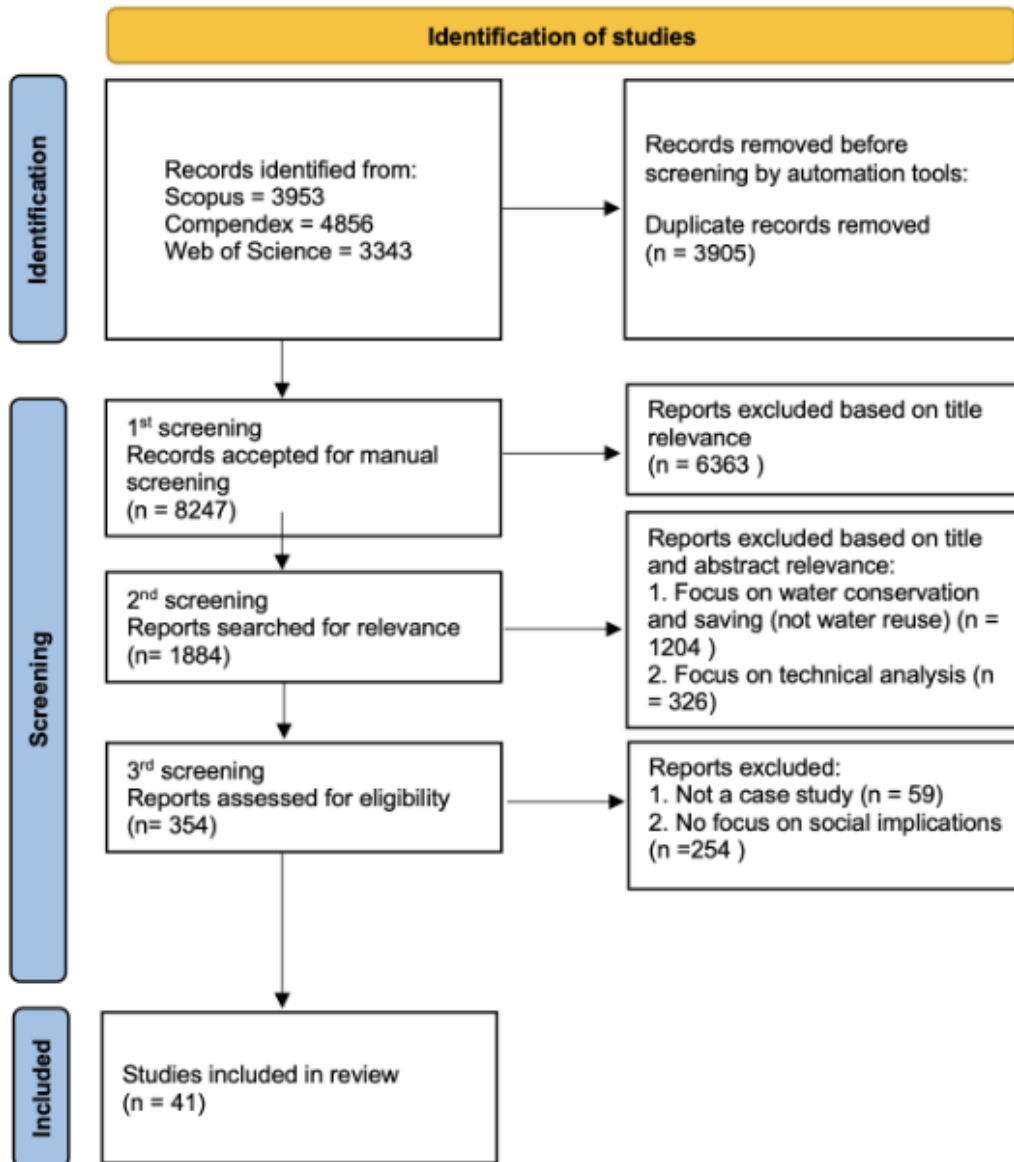 Identification of studies
Identification
Records identified from:
Scopus = 3953
Compendex = 4856
Web of Science = 3343
Records removed before
screening by automation tools:
Duplicate records removed
(n = 3905)
Screening
1st screening
Records accepted for manual
screening
(n = 8247)
Reports excluded based on title
relevance
(n = 6363 )
2nd screening
Reports searched for relevance
(n= 1884)
Reports excluded based on title
and abstract relevance:
1. Focus on water conservation
and saving (not water reuse) (n =
1204 )
2. Focus on technical analysis (n
= 326)
3rd screening
Reports assessed for eligibility
(n= 354)
Reports excluded:
1. Not a case study (n = 59)
2. No focus on social implications
(n =254 )
Included
Studies included in review
(n = 41)